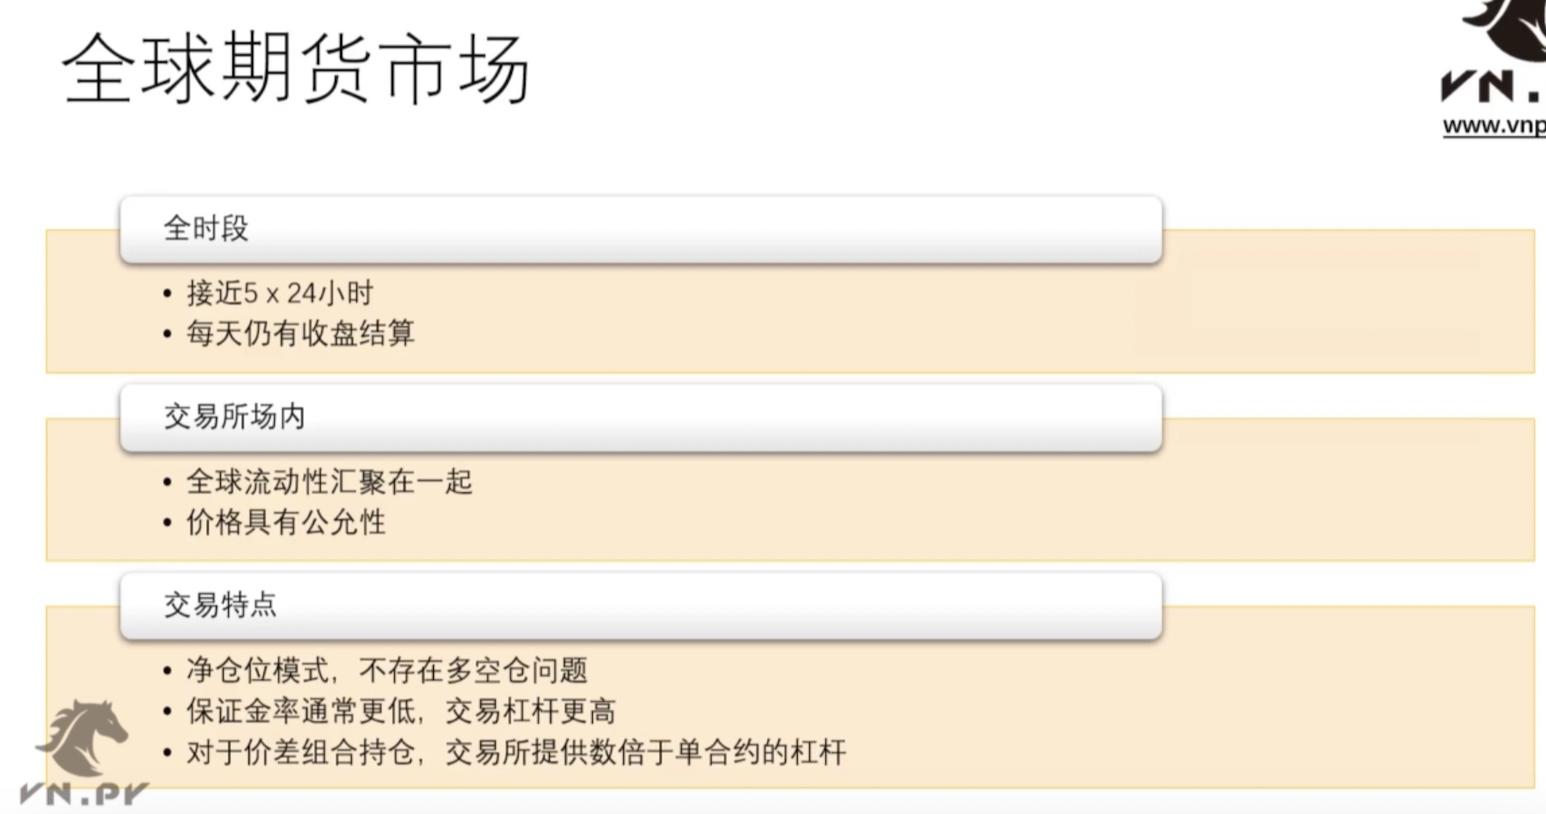 全球期货市场
VN.
www.vnp
全时段
• 接近5 x 24小时
• 每天仍有收盘结算
交易所场内
• 全球流动性汇聚在一起
• 价格具有公允性
交易特点
• 净仓位模式，不存在多空仓问题
• 保证金率通常更低，交易杠杆更高
• 对于价差组合持仓，交易所提供数倍于单合约的杠杆
VN.PY